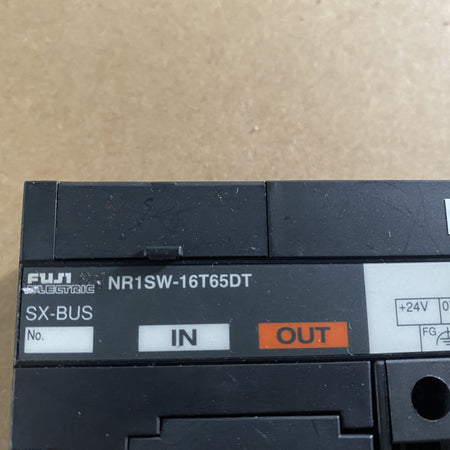 FUJI ELECTRIC NR1SW-16T65DT
SX-BUS
No. IN OUT
+24V
FG